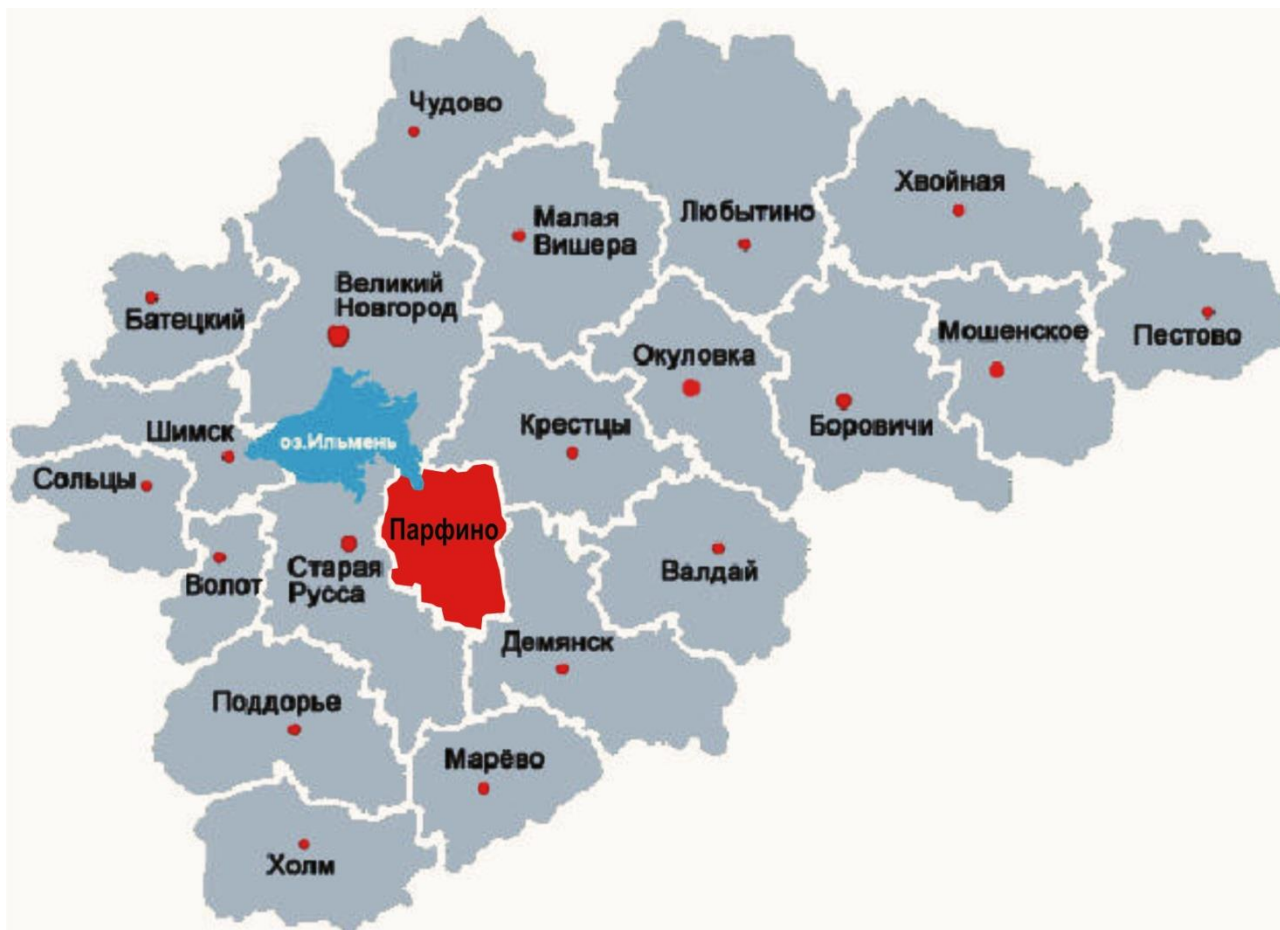 Чудово
Хвойная
Малая
Вишера
Любытино
Великий
Новгород
Батецкий
Мошенское
Пестово
Окуловка
Шимск
оз.Ильмень
Крестцы
Боровичи
Сольцы
Парфино
Волот
Старая
Русса
Валдай
Демянск
Поддорье
Марёво
Холм